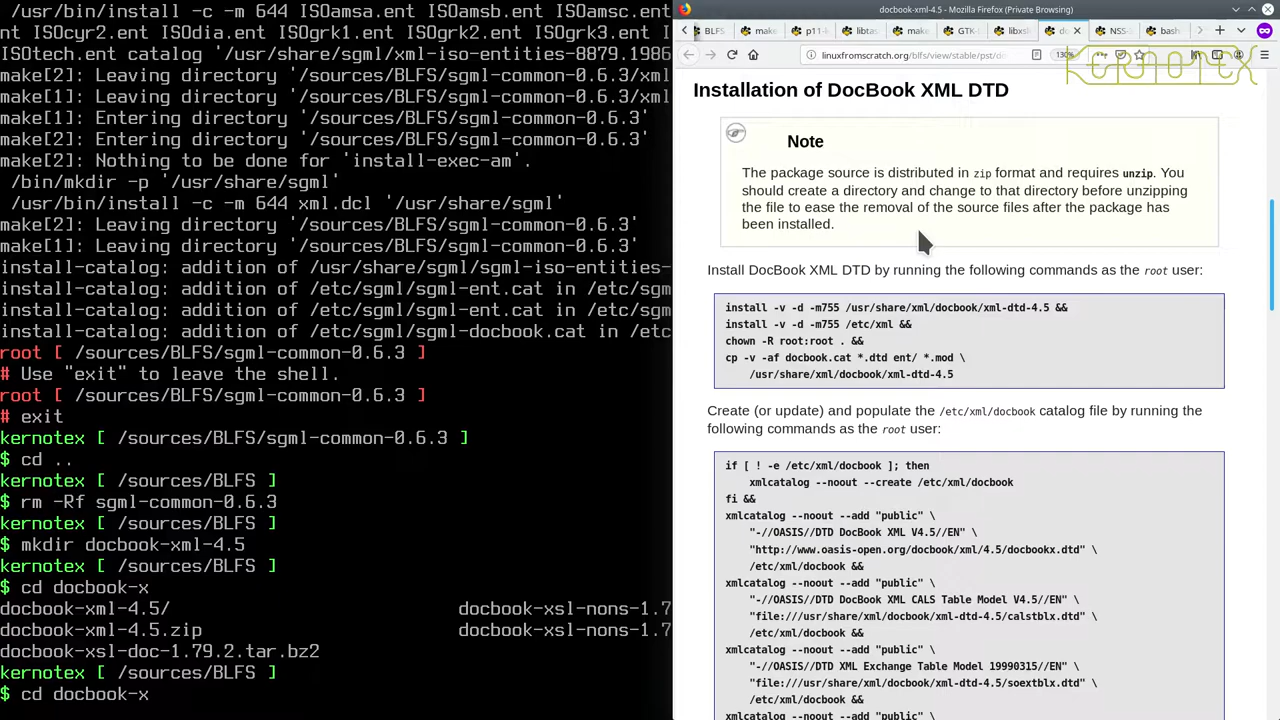 /usr/bin/install -c -m 644 ISOamsa.ent ISOamsb.ent ISOamsc.ent
nt ISOcyr2.ent ISOdia.ent ISOgrk1.ent ISOgrk2.ent ISOgrk3.ent
ISOtech.ent catalog '/usr/share/sgml/xml-iso-entities-8879.1986
make[2]: Leaving directory '/sources/BLFS/sgml-common-0.6.3/xml
make[1]: Leaving directory '/sources/BLFS/sgml-common-0.6.3/xml
make[1]: Entering directory '/sources/BLFS/sgml-common-0.6.3'
make[2]: Entering directory '/sources/BLFS/sgml-common-0.6.3'
make[2]: Nothing to be done for 'install-exec-am'.
/bin/mkdir -p '/usr/share/sgml'
/usr/bin/install -c -m 644 xml.dcl '/usr/share/sgml'
make[2]: Leaving directory '/sources/BLFS/sgml-common-0.6.3'
make[1]: Leaving directory '/sources/BLFS/sgml-common-0.6.3'
install-catalog: addition of /usr/share/sgml/sgml-iso-entities-
install-catalog: addition of /etc/sgml/sgml-ent.cat in /etc/sgm
install-catalog: addition of /etc/sgml/sgml-ent.cat in /etc/sgm
install-catalog: addition of /etc/sgml/sgml-docbook.cat in /etc
root [ /sources/BLFS/sgml-common-0.6.3 ]
# Use "exit" to leave the shell.
root [ /sources/BLFS/sgml-common-0.6.3 ]
# exit
kernotex [ /sources/BLFS/sgml-common-0.6.3 ]
$ cd ..
kernotex [ /sources/BLFS ]
$ rm -Rf sgml-common-0.6.3
kernotex [ /sources/BLFS ]
$ mkdir docbook-xml-4.5
kernotex [ /sources/BLFS ]
$ cd docbook-x
docbook-xml-4.5/ docbook-xsl-nons-1.7
docbook-xml-4.5.zip docbook-xsl-nons-1.7
docbook-xsl-doc-1.79.2.tar.bz2
kernotex [ /sources/BLFS ]
$ cd docbook-x
docbook-xml-4.5 - Mozilla Firefox (Private Browsing)
BLFS make p11-k libtas make GTK- libxs do NSS- bash
linuxfromscratch.org/blfs/view/stable/pst/d 130%
KERNOTEX
Installation of DocBook XML DTD
Note
The package source is distributed in zip format and requires unzip. You
should create a directory and change to that directory before unzipping
the file to ease the removal of the source files after the package has
been installed.
Install DocBook XML DTD by running the following commands as the root user:
install -v -d -m755 /usr/share/xml/docbook/xml-dtd-4.5 &&
install -v -d -m755 /etc/xml &&
chown -R root:root . &&
cp -v -af docbook.cat *.dtd ent/ *.mod \
/usr/share/xml/docbook/xml-dtd-4.5
Create (or update) and populate the /etc/xml/docbook catalog file by running the
following commands as the root user:
if [ ! -e /etc/xml/docbook ]; then
xmlcatalog --noout --create /etc/xml/docbook
fi &&
xmlcatalog --noout --add "public" \
"-//OASIS//DTD DocBook XML V4.5//EN" \
"http://www.oasis-open.org/docbook/xml/4.5/docbookx.dtd" \
/etc/xml/docbook &&
xmlcatalog --noout --add "public" \
"-//OASIS//DTD DocBook XML CALS Table Model V4.5//EN" \
"file:///usr/share/xml/docbook/xml-dtd-4.5/calstblx.dtd" \
/etc/xml/docbook &&
xmlcatalog --noout --add "public" \
"-//OASIS//DTD XML Exchange Table Model 19990315//EN" \
"file:///usr/share/xml/docbook/xml-dtd-4.5/soextblx.dtd" \
/etc/xml/docbook &&
xmlcatalog --noout --add "public" \